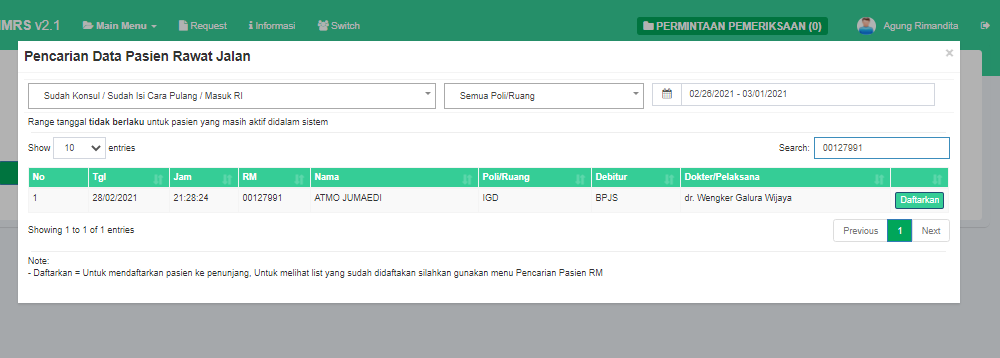 IMRS V2.1 Main Menu Request Informasi Switch PERMINTAAN PEMERIKSAAN (0) Agung Rimandita
Pencarian Data Pasien Rawat Jalan ×
Sudah Konsul / Sudah Isi Cara Pulang / Masuk RI Semua Poli/Ruang 02/26/2021 - 03/01/2021
Range tanggal tidak berlaku untuk pasien yang masih aktif didalam sistem
Show 10 entries Search: 00127991
No Tgl Jam RM Nama Poli/Ruang Debitur Dokter/Pelaksana
1 28/02/2021 21:28:24 00127991 ATMO JUMAEDI IGD BPJS dr. Wengker Galura Wijaya Daftarkan
Showing 1 to 1 of 1 entries Previous 1 Next
Note:
- Daftarkan = Untuk mendaftarkan pasien ke penunjang, Untuk melihat list yang sudah didaftakan silahkan gunakan menu Pencarian Pasien RM